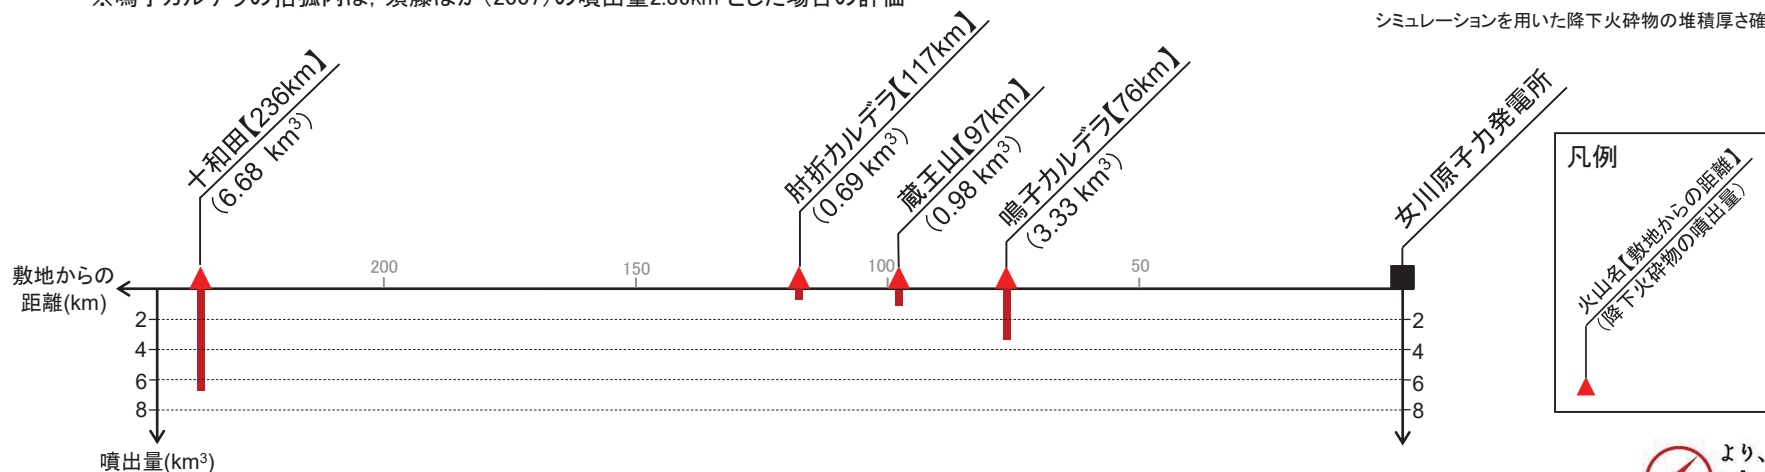 シミュレーションを用いた降下火砕物の堆積厚さ確
十和田【236km】
(6.68 km³)
肘折カルデラ【117km】
(0.69 km³)
蔵王山【97km】
(0.98 km³)
鳴子カルデラ【76km】
(3.33 km³)
女川原子力発電所
凡例
火山名【敷地からの距離】
(降下火砕物の噴出量)
敷地からの
距離(km)
200
150
100
50
2
4
6
8
2
4
6
8
噴出量(km³)
より、